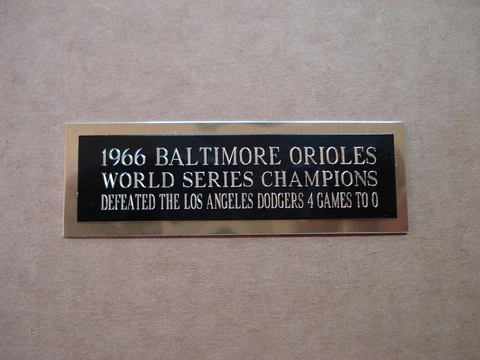 1966 BALTIMORE ORIOLES
WORLD SERIES CHAMPIONS
DEFEATED THE LOS ANGELES DODGERS 4 GAMES TO 0